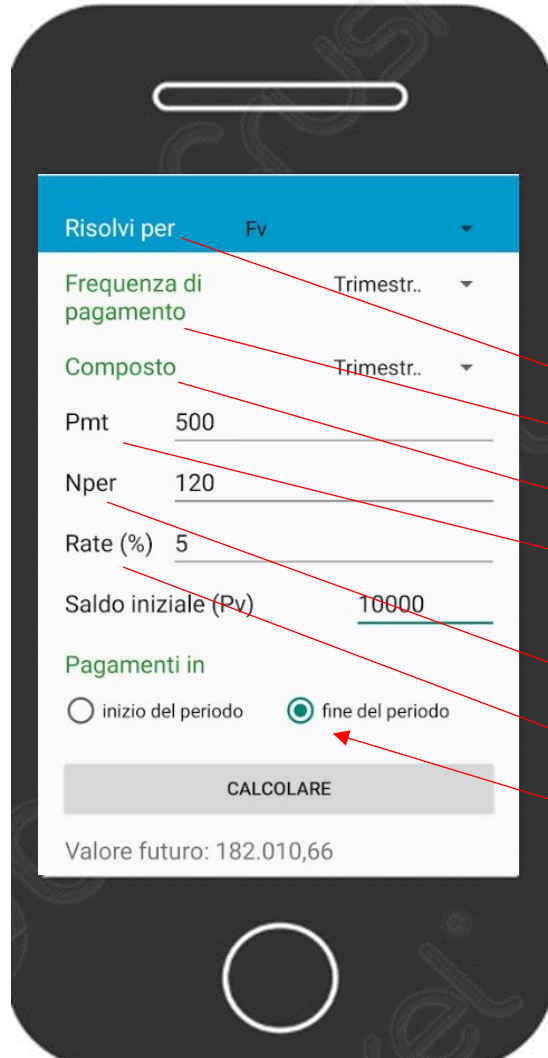 Risolvi per Fv
Frequenza di Trimestr..
pagamento
Composto Trimestr..
Pmt 500
Nper 120
Rate (%) 5
Saldo iniziale (Pv) 10000
Pagamenti in
inizio del periodo fine del periodo
CALCOLARE
Valore futuro: 182.010,66